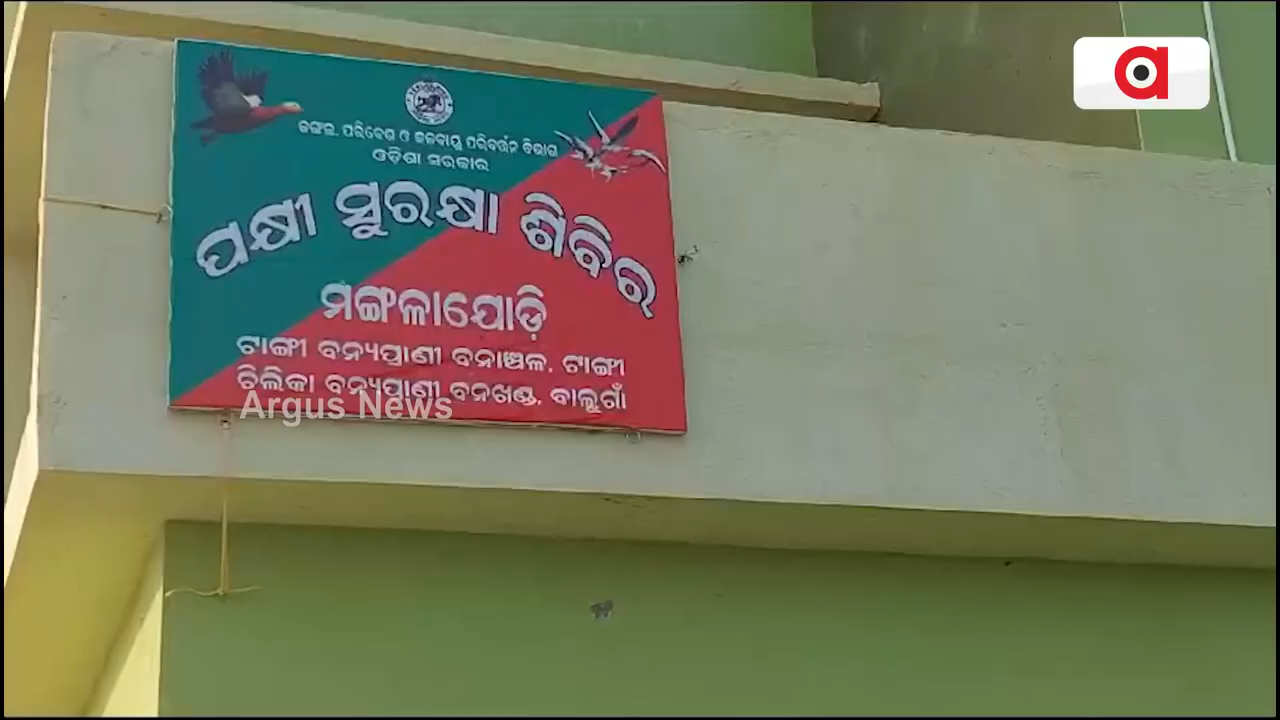 ଜଙ୍ଗଲ, ପରିବେଶ ଓ ଜଳବାୟୁ ପରିବର୍ତ୍ତନ ବିଭାଗ
ଓଡ଼ିଶା ସରକାର
ପକ୍ଷୀ ସୁରକ୍ଷା ଶିବିର
ମଙ୍ଗଳାଯୋଡ଼ି
ଟାଙ୍ଗୀ ବନ୍ୟପ୍ରାଣୀ ବନାଞ୍ଚଳ, ଟାଙ୍ଗୀ
ଚିଲିକା ବନ୍ୟପ୍ରାଣୀ ବନଖଣ୍ଡ, ବାଲୁଗାଁ
Argus News
a